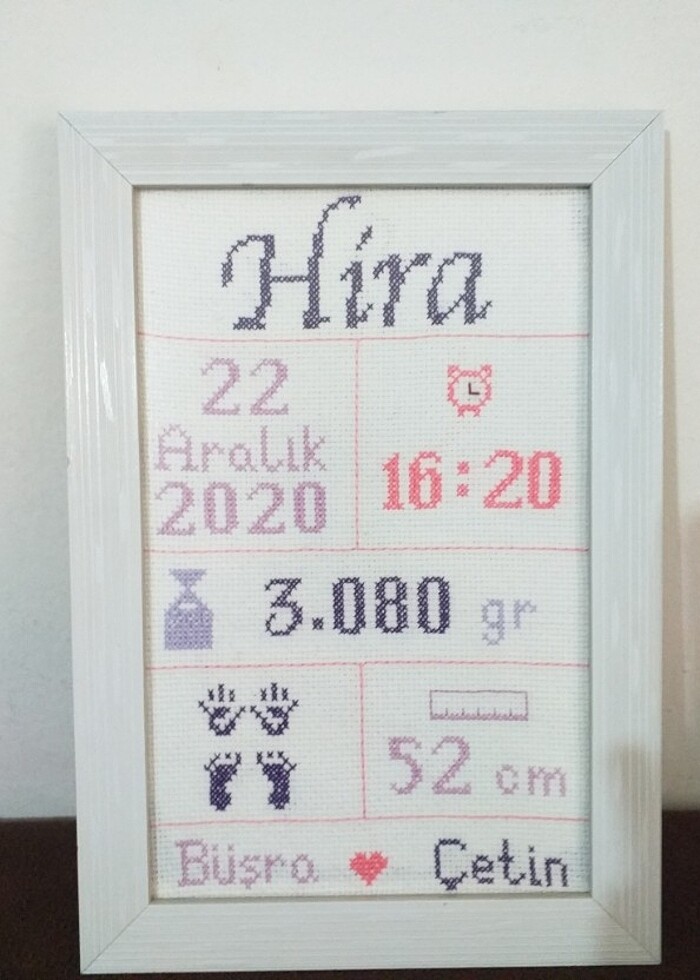 Hira
22
Aralık
2020
16:20
3.080 gr
52 cm
Büşra Çetin